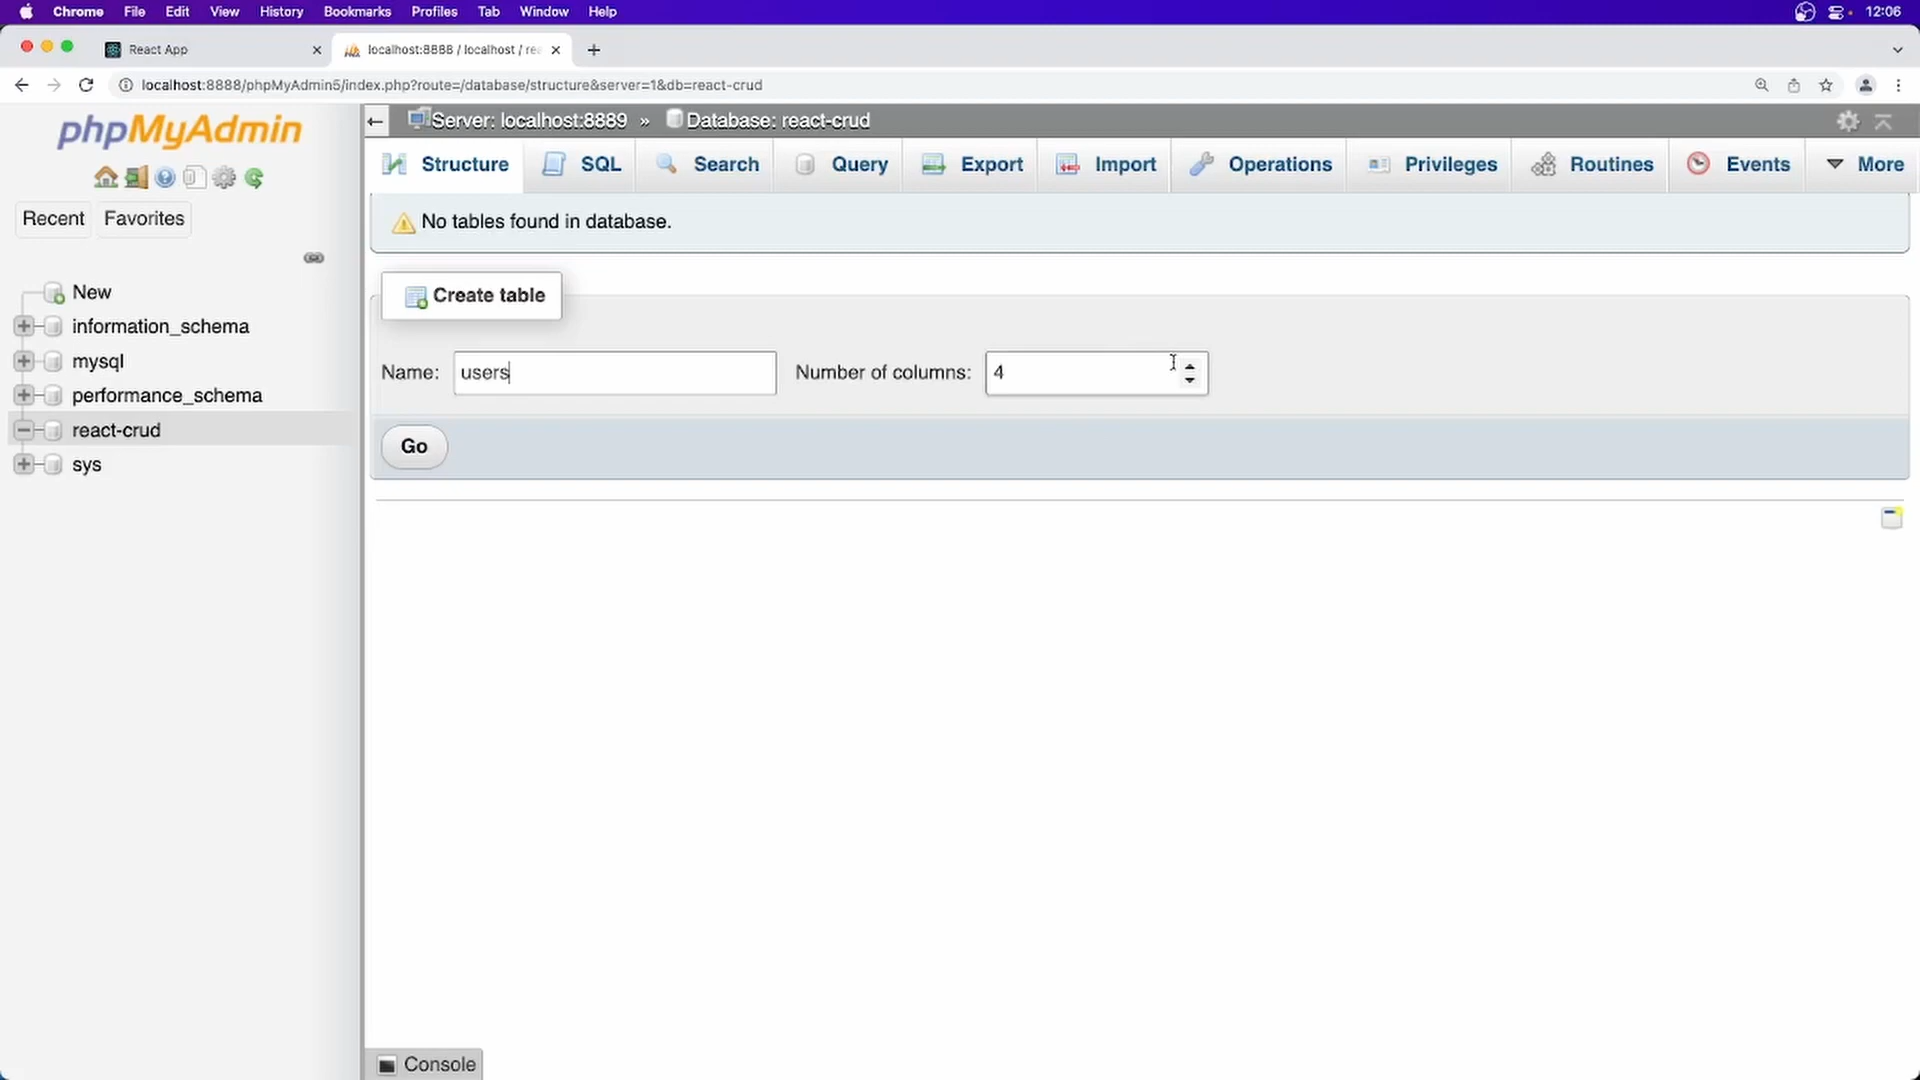 Chrome File Edit View History Bookmarks Profiles Tab Window Help 12:06
React App
localhost:8888 / localhost / rea
localhost:8888/phpMyAdmin5/index.php?route=/database/structure&server=1&db=react-crud
phpMyAdmin
Recent Favorites
New
information_schema
mysql
performance_schema
react-crud
sys
Server: localhost:8889 » Database: react-crud
Structure SQL Search Query Export Import Operations Privileges Routines Events More
No tables found in database.
Create table
Name: users Number of columns: 4
Go
Console